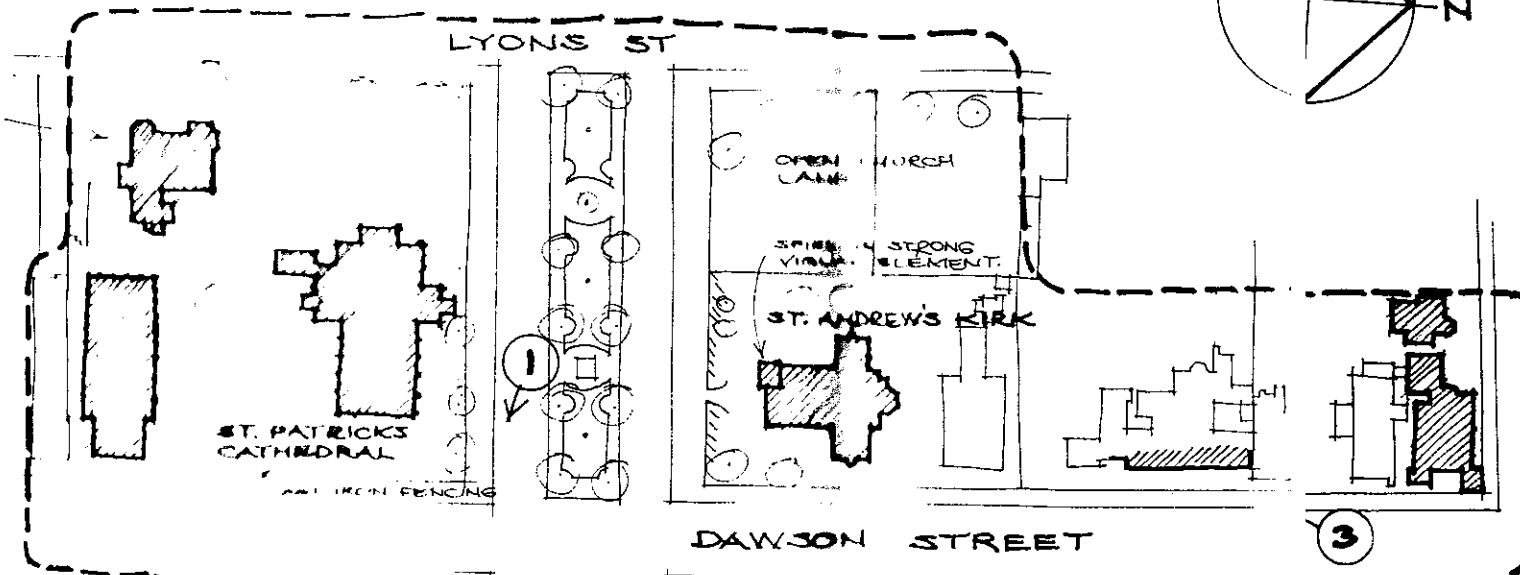 LYONS ST
N
OPEN CHURCH
LAND
STRONG
VISUAL ELEMENT.
ST. ANDREW'S KIRK
1
ST. PATRICKS
CATHEDRAL
IRON FENCING
DAWSON STREET
3